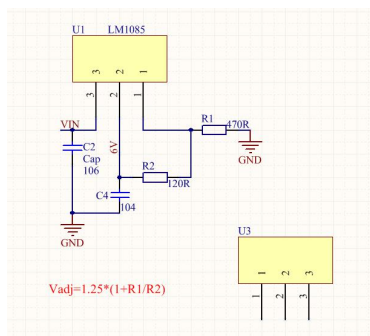 U1 LM1085
3 2 1
3 2 1
VIN
6V
R1
470R
GND
C2
Cap
106
R2
120R
C4
104
GND
U3
1 2 3
1 2 3
Vadj=1.25*(1+R1/R2)